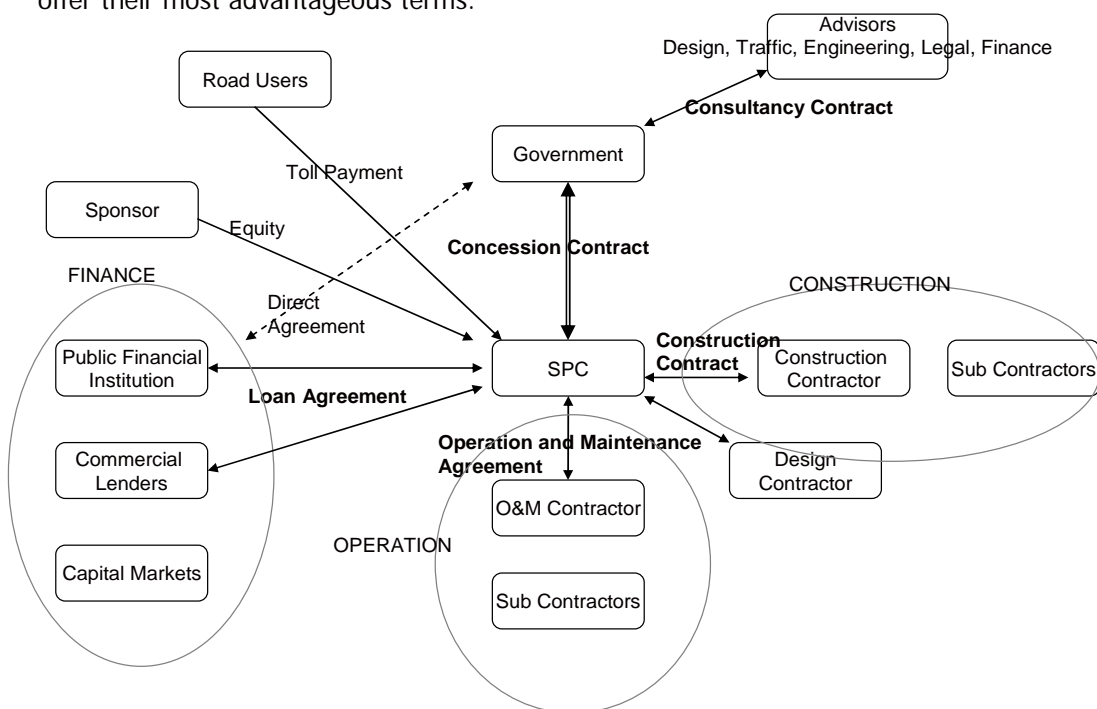 offer their most advantageous terms.
Advisors
Design, Traffic, Engineering, Legal, Finance
Road Users
Consultancy Contract
Government
Toll Payment
Sponsor
Equity
Concession Contract
FINANCE
CONSTRUCTION
Direct
Agreement
Public Financial
Institution
SPC
Construction
Contract
Construction
Contractor
Sub Contractors
Loan Agreement
Operation and Maintenance
Agreement
Commercial
Lenders
Design
Contractor
O&M Contractor
OPERATION
Capital Markets
Sub Contractors